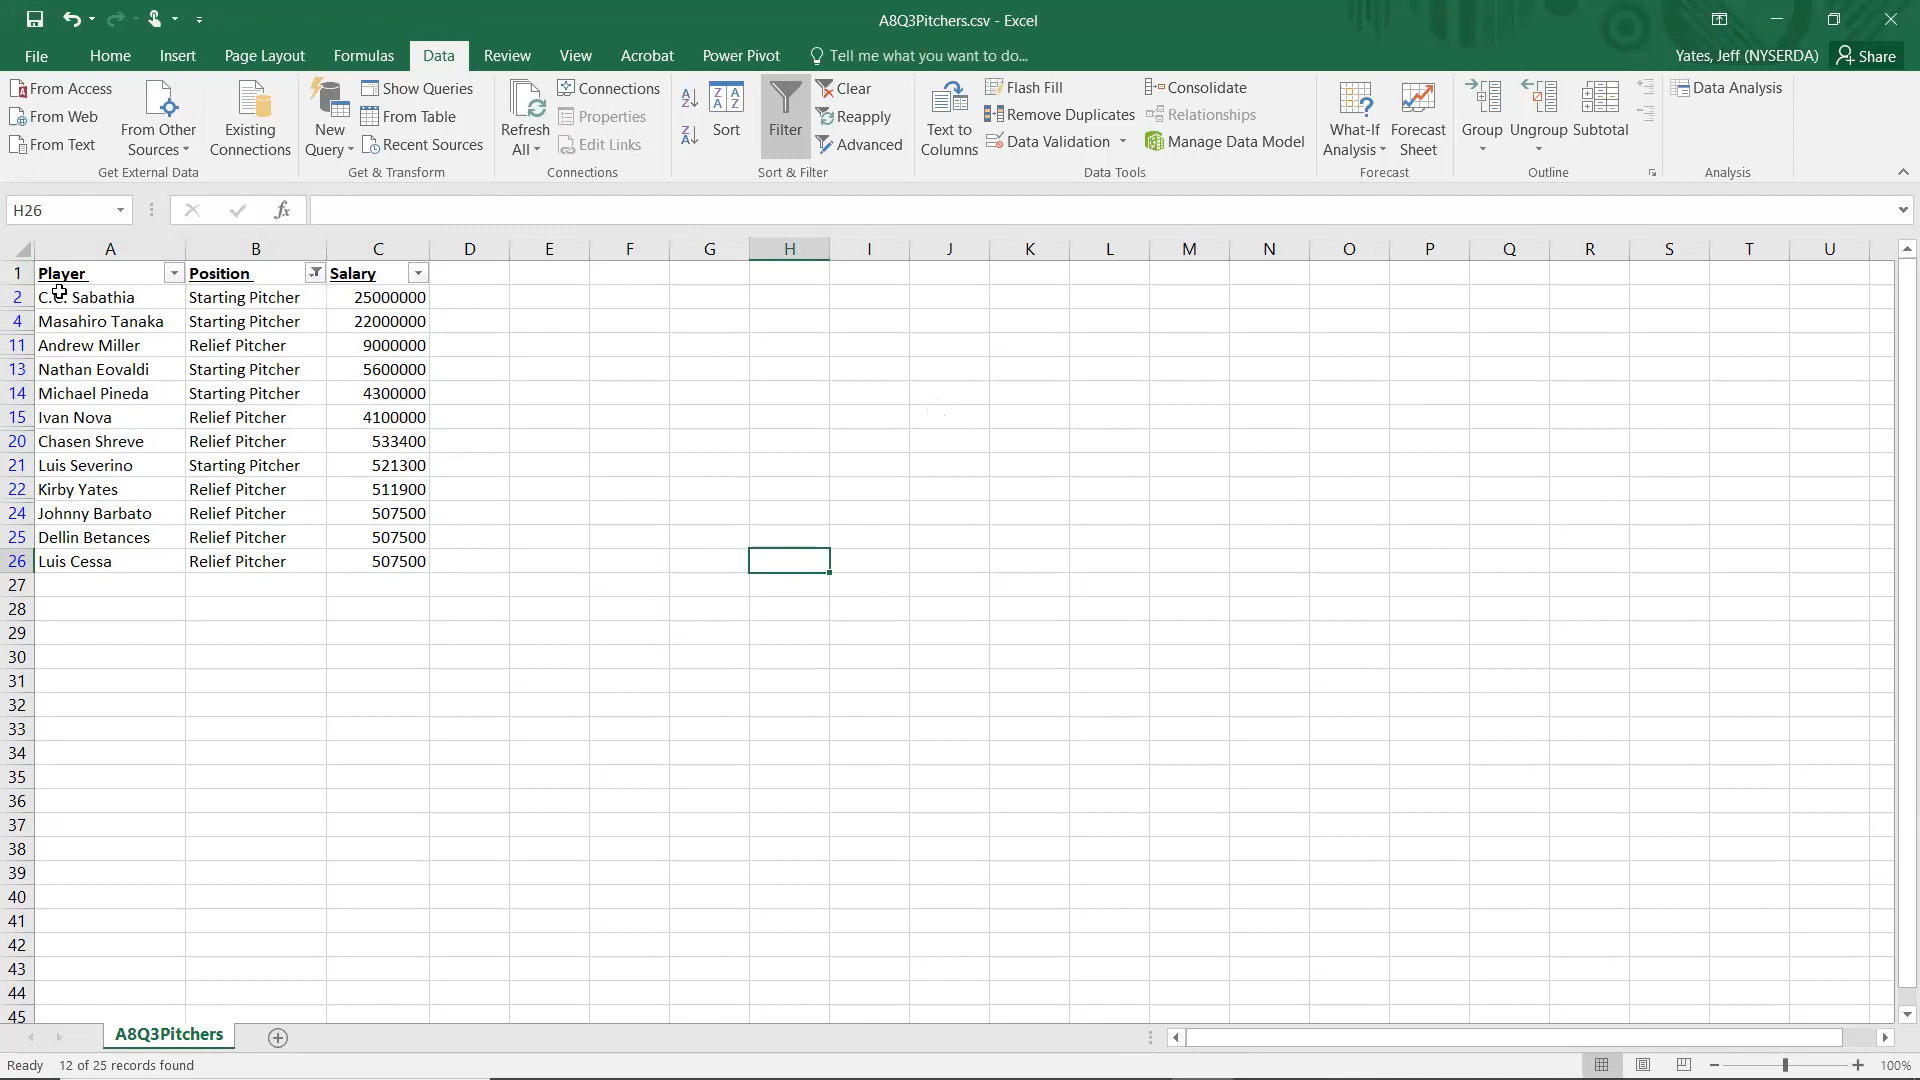 A8Q3Pitchers.csv - Excel
File Home Insert Page Layout Formulas Data Review View Acrobat Power Pivot Tell me what you want to do... Yates, Jeff (NYSERDA) Share
From Access
From Web
From Text
From Other Sources
Existing Connections
Get External Data
New Query
Show Queries
From Table
Recent Sources
Get & Transform
Refresh All
Connections
Properties
Edit Links
Connections
Sort
Filter
Clear
Reapply
Advanced
Sort & Filter
Text to Columns
Flash Fill
Remove Duplicates
Data Validation
Consolidate
Relationships
Manage Data Model
Data Tools
What-If Analysis
Forecast Sheet
Forecast
Group
Ungroup
Subtotal
Outline
Data Analysis
Analysis
H26 fx
A B C D E F G H I J K L M N O P Q R S T U
1 Player Position Salary
2 C.C. Sabathia Starting Pitcher 25000000
4 Masahiro Tanaka Starting Pitcher 22000000
11 Andrew Miller Relief Pitcher 9000000
13 Nathan Eovaldi Starting Pitcher 5600000
14 Michael Pineda Starting Pitcher 4300000
15 Ivan Nova Relief Pitcher 4100000
20 Chasen Shreve Relief Pitcher 533400
21 Luis Severino Starting Pitcher 521300
22 Kirby Yates Relief Pitcher 511900
24 Johnny Barbato Relief Pitcher 507500
25 Dellin Betances Relief Pitcher 507500
26 Luis Cessa Relief Pitcher 507500
27
28
29
30
31
32
33
34
35
36
37
38
39
40
41
42
43
44
45
A8Q3Pitchers
Ready 12 of 25 records found 100%